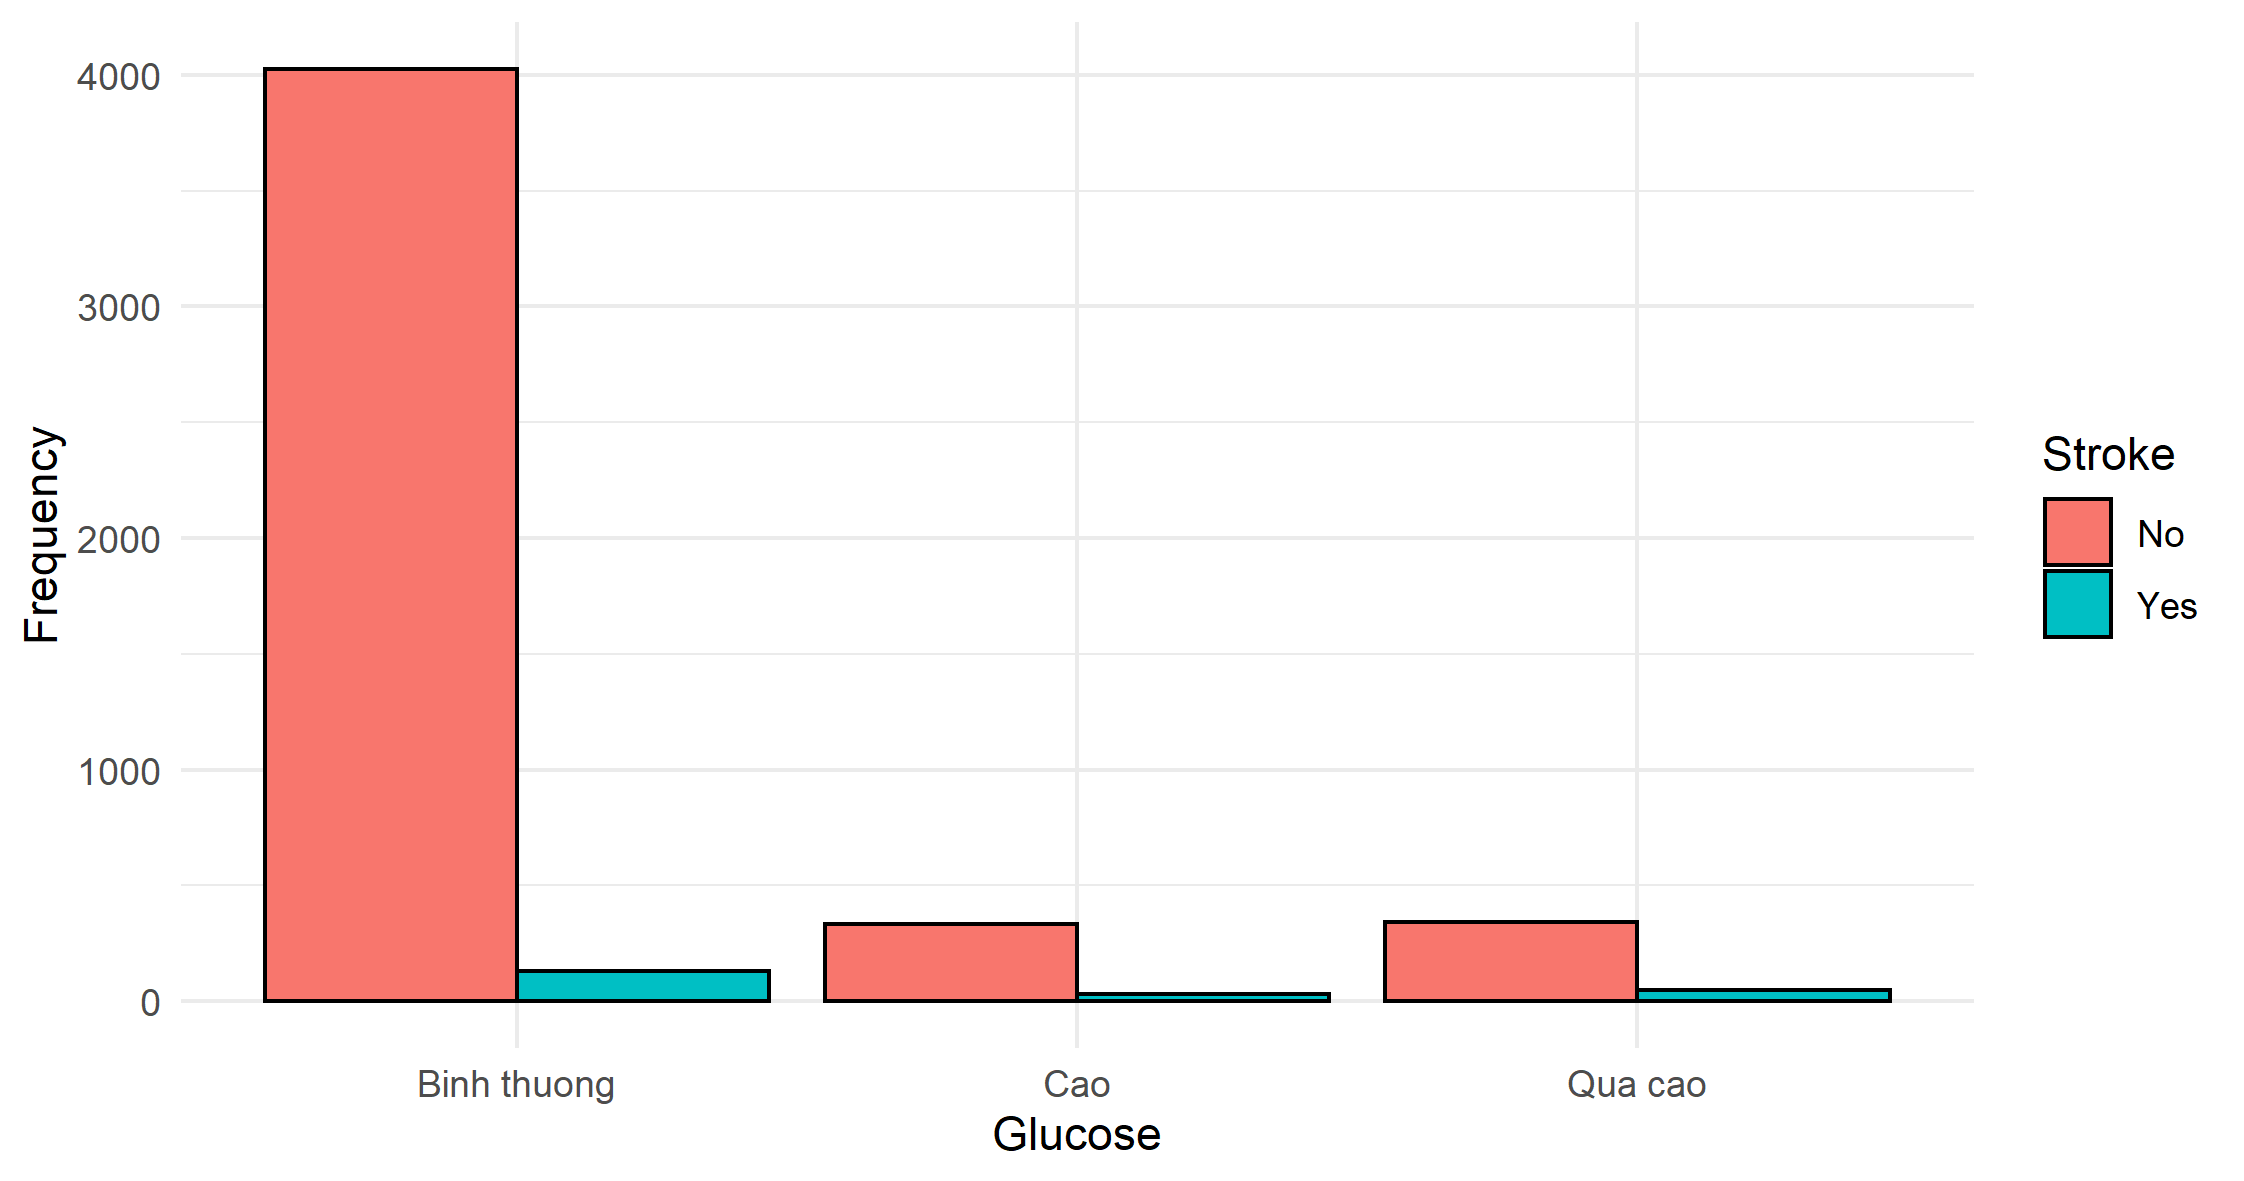 4000
3000
2000
1000
0
Frequency
Binh thuong
Cao
Qua cao
Glucose
Stroke
No
Yes